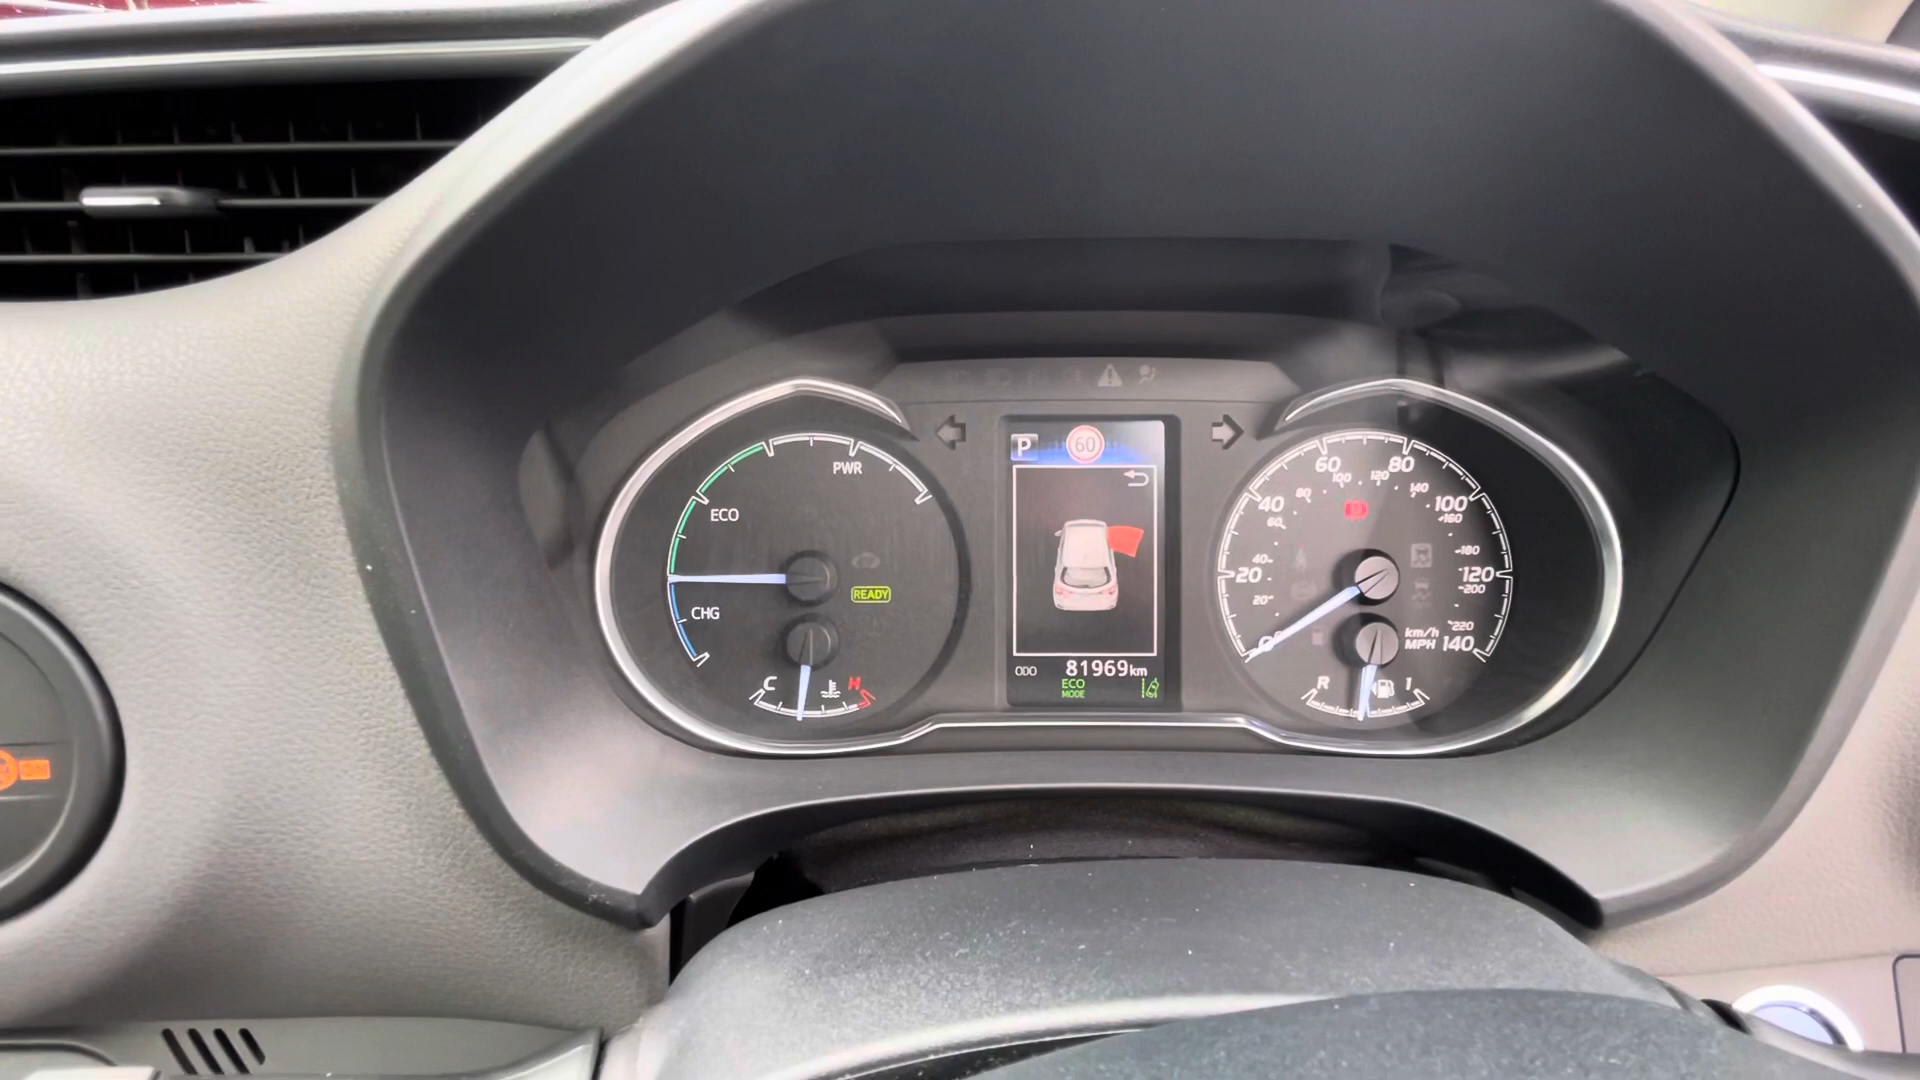 P 60
PWR
ECO
READY
CHG
C H
ODO 81969km
ECO
MODE
60 80
100 120
80 140
40 100
60 160
40 180
20 120
20 200
220
km/h
MPH 140
0
R 1